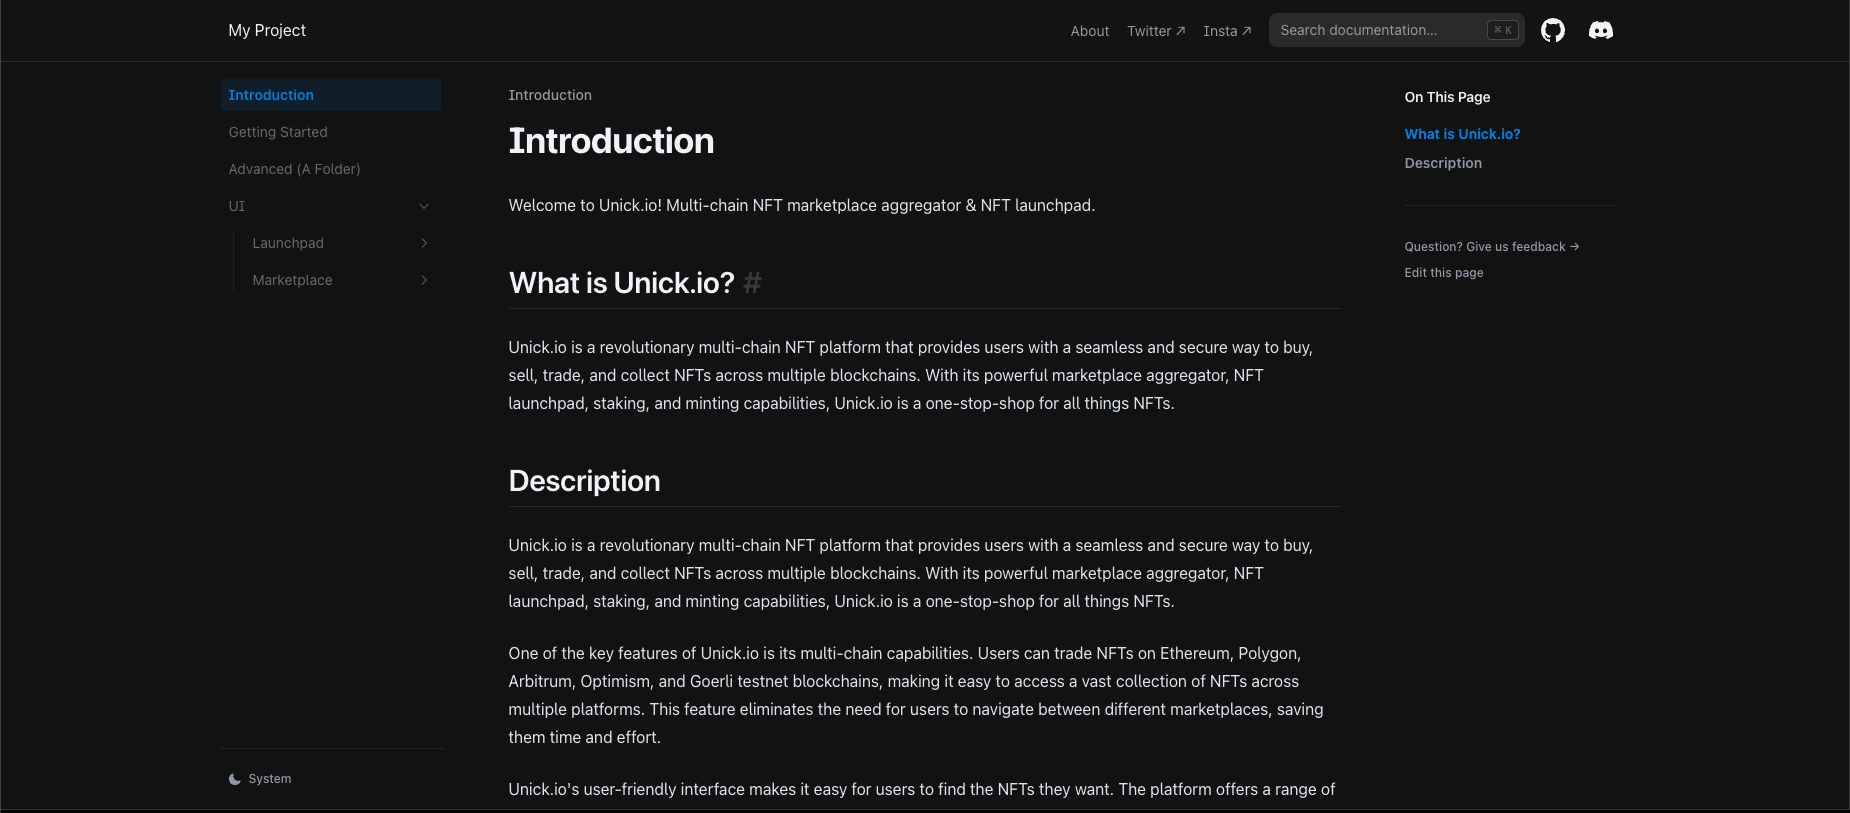 My Project
About Twitter ↗ Insta ↗ Search documentation... ⌘ K
Introduction
Getting Started
Advanced (A Folder)
UI
Launchpad
Marketplace
System
Introduction
Introduction
Welcome to Unick.io! Multi-chain NFT marketplace aggregator & NFT launchpad.
What is Unick.io? #
Unick.io is a revolutionary multi-chain NFT platform that provides users with a seamless and secure way to buy,
sell, trade, and collect NFTs across multiple blockchains. With its powerful marketplace aggregator, NFT
launchpad, staking, and minting capabilities, Unick.io is a one-stop-shop for all things NFTs.
Description
Unick.io is a revolutionary multi-chain NFT platform that provides users with a seamless and secure way to buy,
sell, trade, and collect NFTs across multiple blockchains. With its powerful marketplace aggregator, NFT
launchpad, staking, and minting capabilities, Unick.io is a one-stop-shop for all things NFTs.
One of the key features of Unick.io is its multi-chain capabilities. Users can trade NFTs on Ethereum, Polygon,
Arbitrum, Optimism, and Goerli testnet blockchains, making it easy to access a vast collection of NFTs across
multiple platforms. This feature eliminates the need for users to navigate between different marketplaces, saving
them time and effort.
Unick.io's user-friendly interface makes it easy for users to find the NFTs they want. The platform offers a range of
On This Page
What is Unick.io?
Description
Question? Give us feedback →
Edit this page